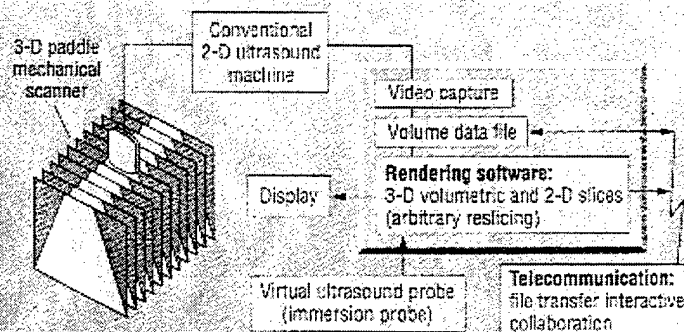 Conventional
2-D ultrasound
machine
3-D paddle
mechanical
scanner
Video capture
Volume data file
Rendering software:
3-D volumetric and 2-D slices
(arbitrary reslicing)
Display
Virtual ultrasound probe
(immersion probe)
Telecommunication:
file transfer interactive
collaboration